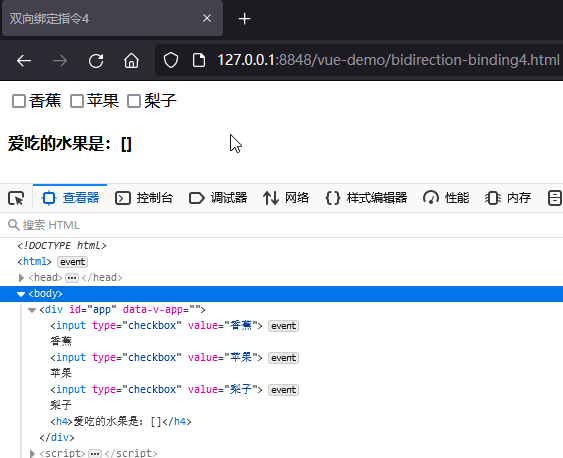 双向绑定指令4
127.0.0.1:8848/vue-demo/bidirection-binding4.html
香蕉 苹果 梨子
爱吃的水果是：[]
查看器 控制台 调试器 网络 样式编辑器 性能 内存
搜索 HTML
<!DOCTYPE html>
<html> event
<head> ••• </head>
<body>
<div id="app" data-v-app="">
<input type="checkbox" value="香蕉"> event
香蕉
<input type="checkbox" value="苹果"> event
苹果
<input type="checkbox" value="梨子"> event
梨子
<h4>爱吃的水果是：[]</h4>
</div>
<script> ••• </script>